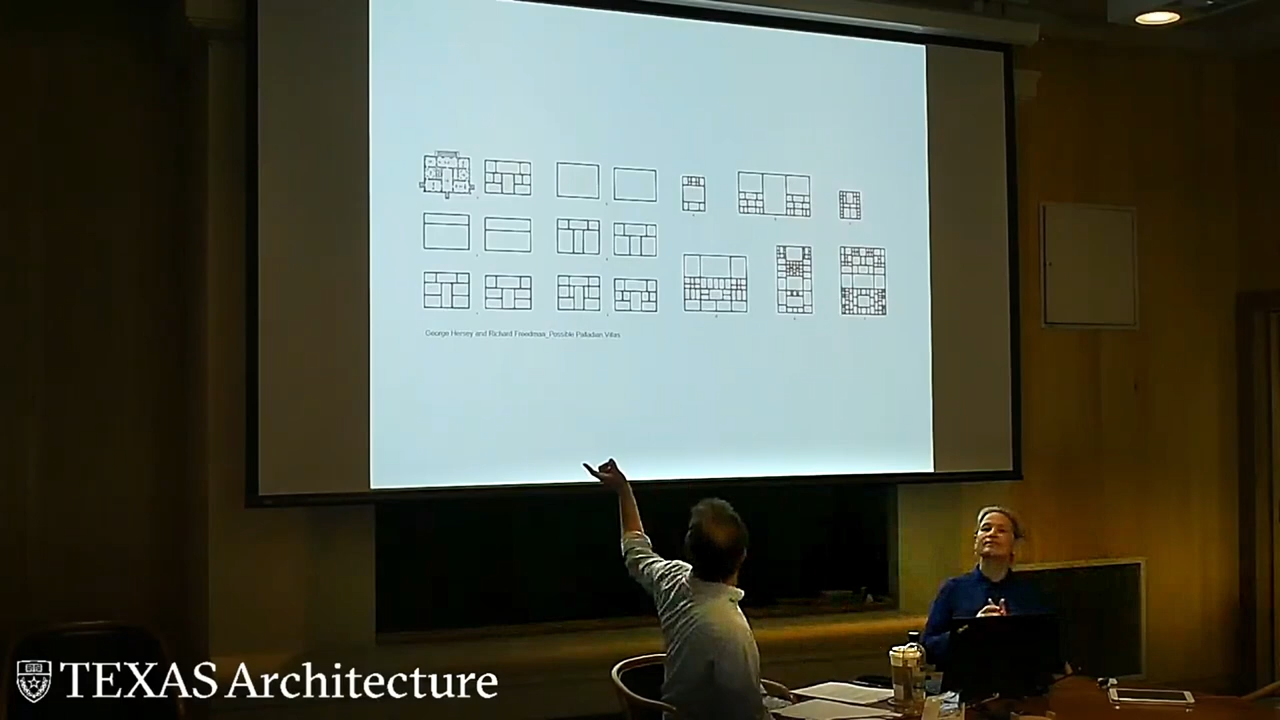 George Hersey and Richard Freedman_Possible Palladian Villas
TEXAS Architecture